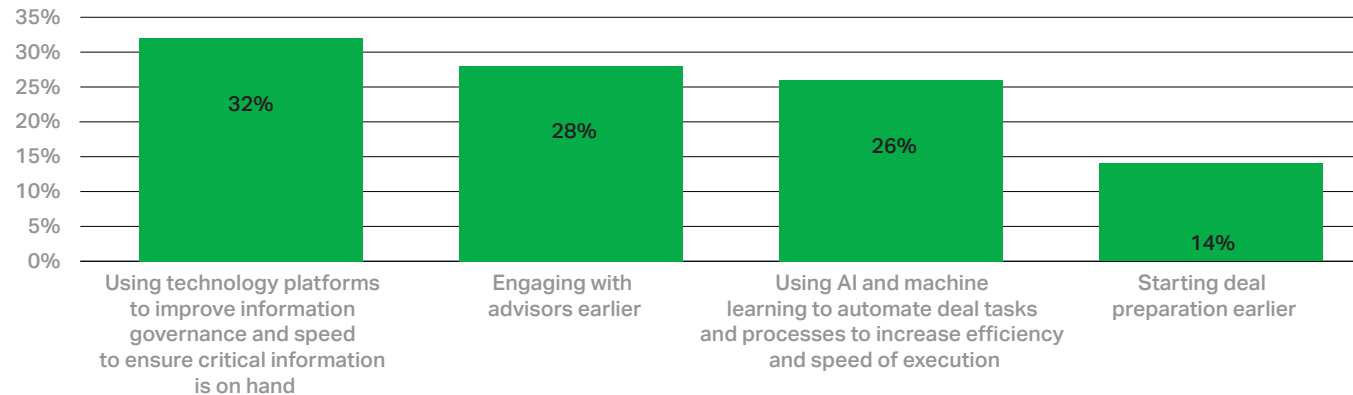 35%
30%
25%
20%
15%
10%
5%
0%
32%
28%
26%
14%
Using technology platforms
to improve information
governance and speed
to ensure critical information
is on hand
Engaging with
advisors earlier
Using AI and machine
learning to automate deal tasks
and processes to increase efficiency
and speed of execution
Starting deal
preparation earlier